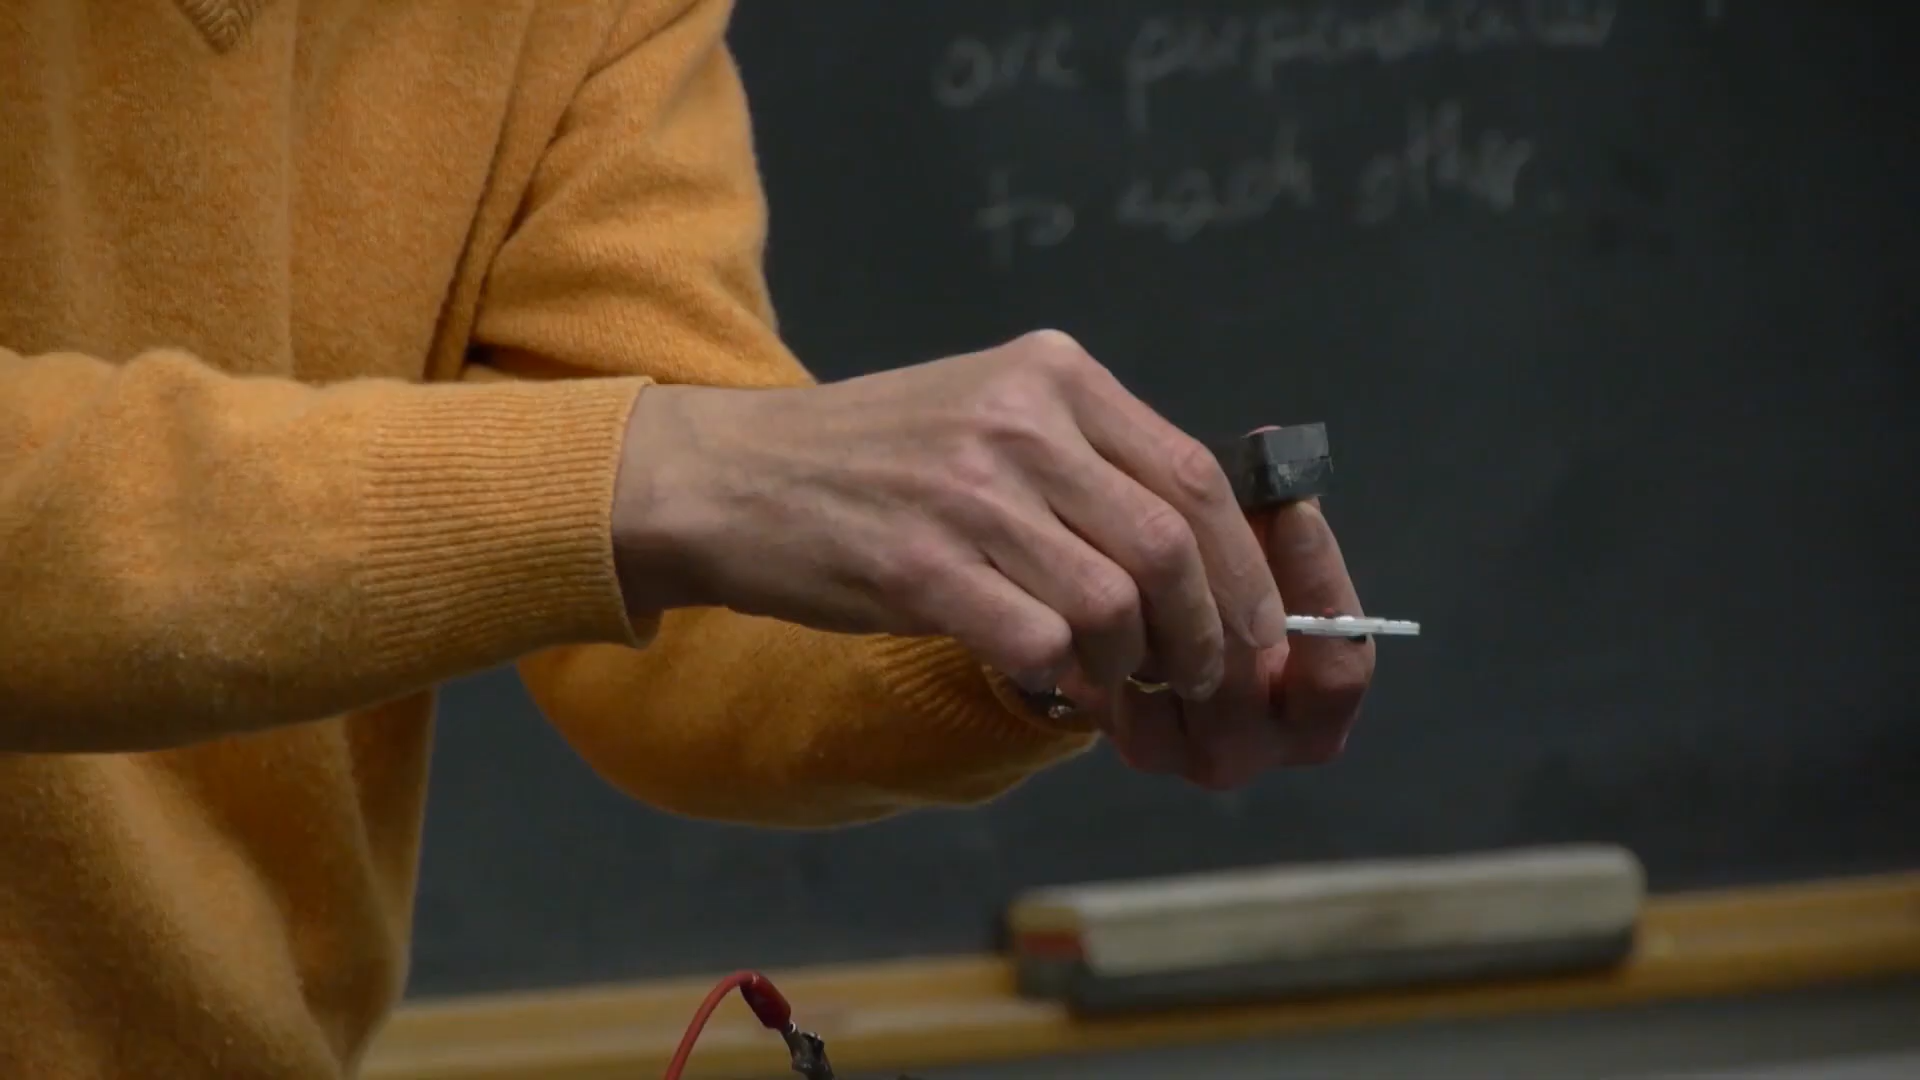 are perpendicular
to each other.